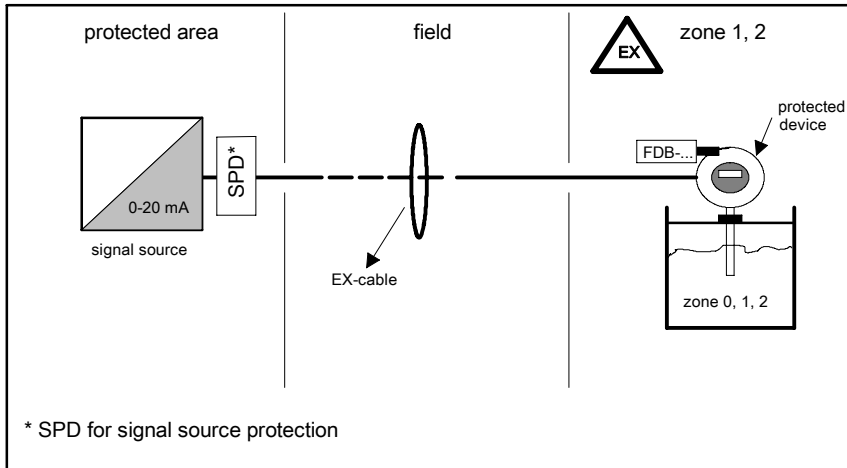 protected area
field
EX
zone 1, 2
protected
device
FDB-...
SPD*
0-20 mA
signal source
EX-cable
zone 0, 1, 2
* SPD for signal source protection